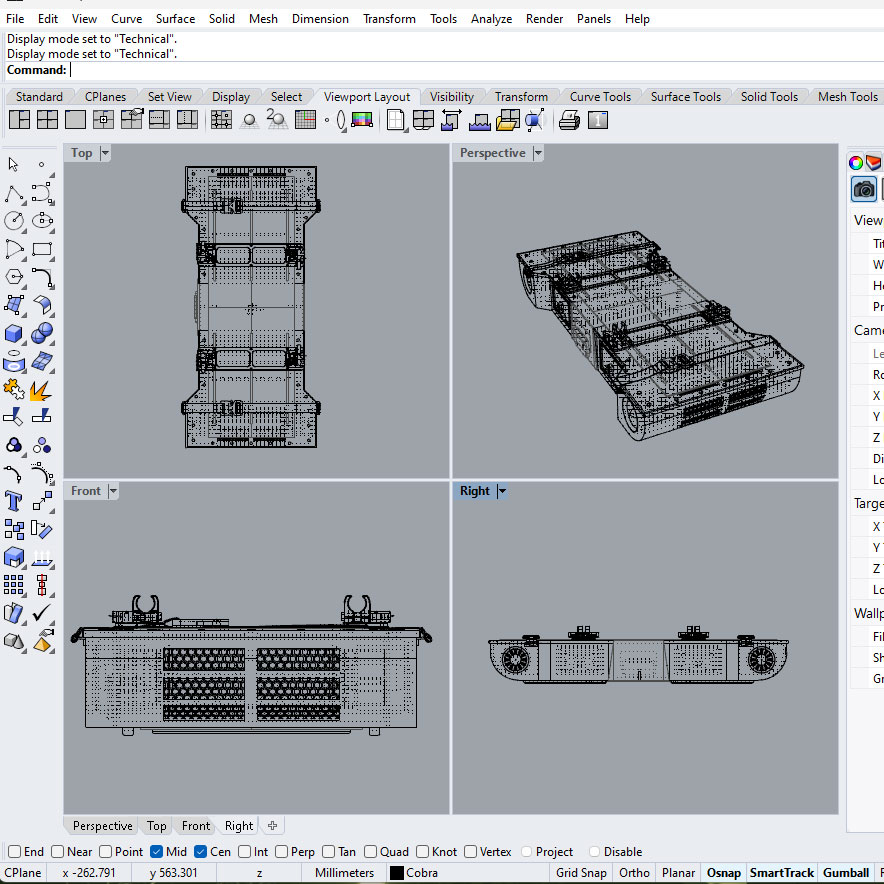 File Edit View Curve Surface Solid Mesh Dimension Transform Tools Analyze Render Panels Help
Display mode set to "Technical".
Display mode set to "Technical".
Command:
Standard CPlanes Set View Display Select Viewport Layout Visibility Transform Curve Tools Surface Tools Solid Tools Mesh Tools
1
Top Perspective
View
Tit
W
He
Pr
Came
Le
Ro
X
Y
Z
Di
Lo
Front Right
Targe
X T
Y T
Z T
Lo
Wallp
Fil
Sh
Gr
Perspective Top Front Right
End Near Point Mid Cen Int Perp Tan Quad Knot Vertex Project Disable
CPlane x -262.791 y 563.301 z Millimeters Cobra Grid Snap Ortho Planar Osnap SmartTrack Gumball